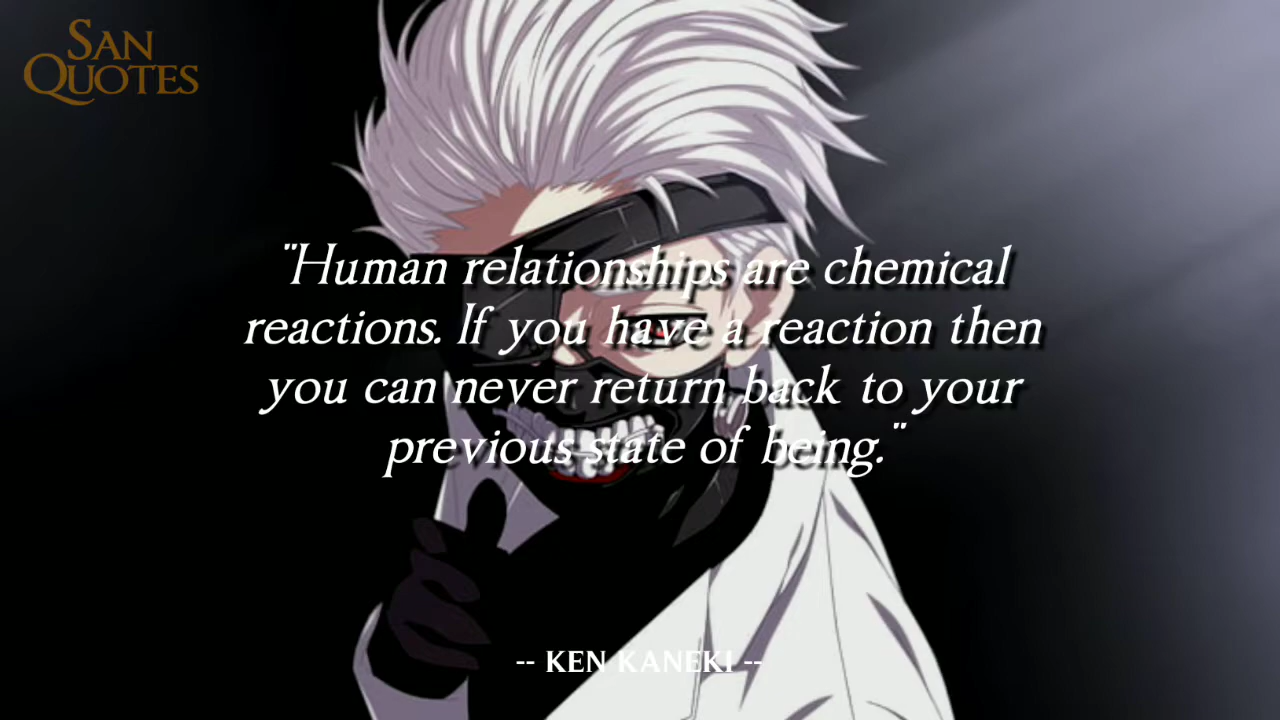 SAN
QUOTES
"Human relationships are chemical
reactions. If you have a reaction then
you can never return back to your
previous state of being."
-- KEN KANEKI --